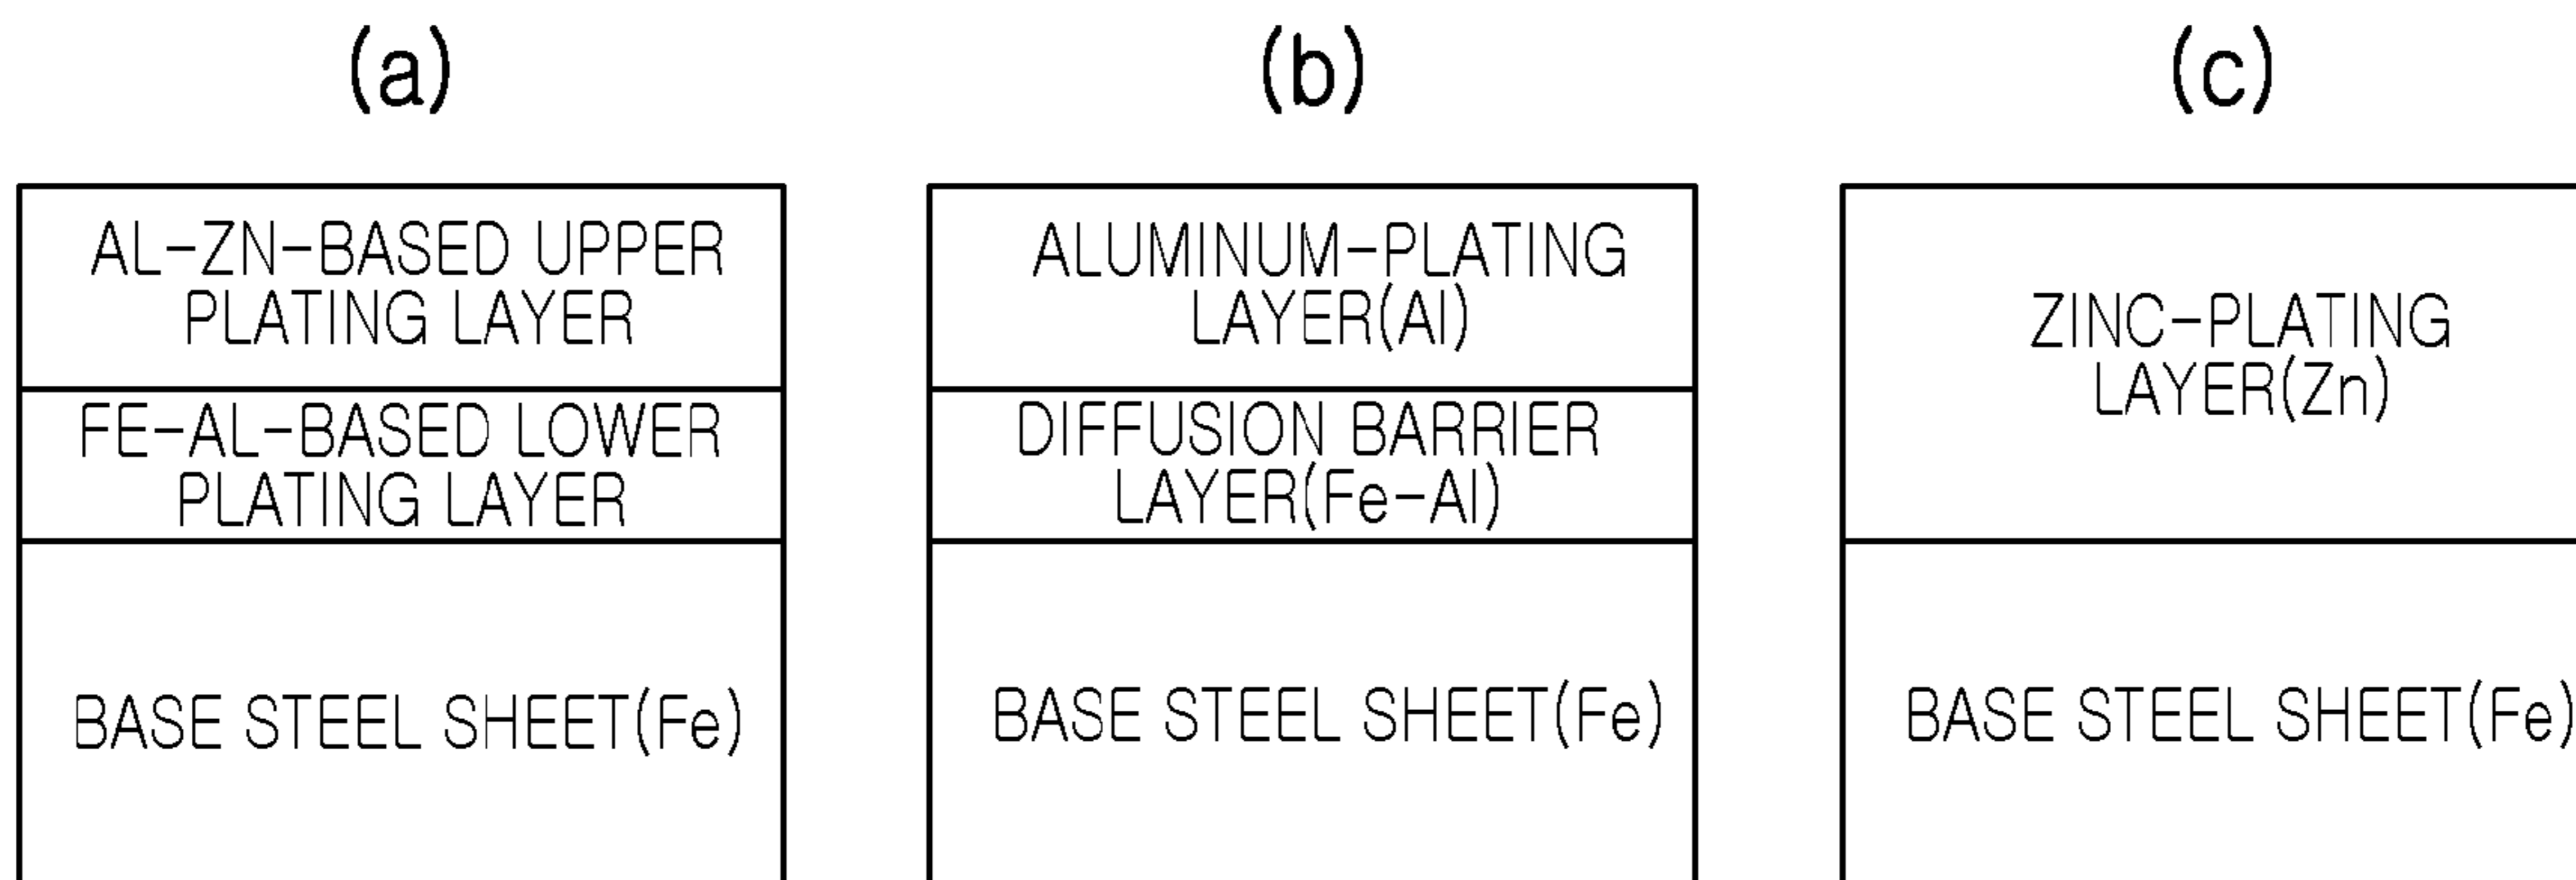 (a)
AL-ZN-BASED UPPER
PLATING LAYER
FE-AL-BASED LOWER
PLATING LAYER
BASE STEEL SHEET(Fe)
(b)
ALUMINUM-PLATING
LAYER(Al)
DIFFUSION BARRIER
LAYER(Fe-Al)
BASE STEEL SHEET(Fe)
(c)
ZINC-PLATING
LAYER(Zn)
BASE STEEL SHEET(Fe)